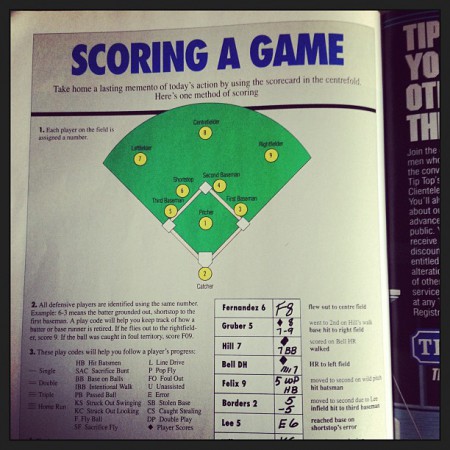 SCORING A GAME
Take home a lasting memento of today's action by using the scorecard in the centrefold.
Here's one method of scoring
1. Each player on the field is
assigned a number.
Centrefielder
8
Leftfielder
7
Rightfielder
9
Shortstop
6
Second Baseman
4
Third Baseman
5
First Baseman
3
Pitcher
1
2
Catcher
2. All defensive players are identified using the same number.
Example: 6-3 means the batter grounded out, shortstop to the
first baseman. A play code will help you keep track of how a
batter or base runner is retired. If he flies out to the rightfield-
er, score 9. If the ball was caught in foul territory, score F09.
3. These play codes will help you follow a player's progress:
— Single
Double
Triple
Home Run
HB Hit Batsman
SAC Sacrifice Bunt
BB Base on Balls
IBB Intentional Walk
PB Passed Ball
KS Struck Out Swinging
KC Struck Out Looking
F Fly Ball
SF Sacrifice Fly
L Line Drive
P Pop Fly
FO Foul Out
U Unassisted
E Error
SB Stolen Base
CS Caught Stealing
DP Double Play
Player Scores
Fernandez 6
F8
flew out to centre field
Gruber 5
8
7-9
went to 2nd on Hill's walk
base hit to right field
Hill 7
7
BB
scored on Bell HR
walked
Bell DH
7
HR to left field
Felix 9
5 WP
HB
moved to second on wild pitch
hit batsman
Borders 2
5
-5
moved to second due to Lee
infield hit to third baseman
Lee 5
E6
reached base on
shortstop's error
TIP
YO
OT
TH
Join the
men who
the conv
Tip Top's
Clientele
You'll al
about ou
advance
public.
receive
discoun
entitled
alteratio
of other
service
at any
Registr
TI